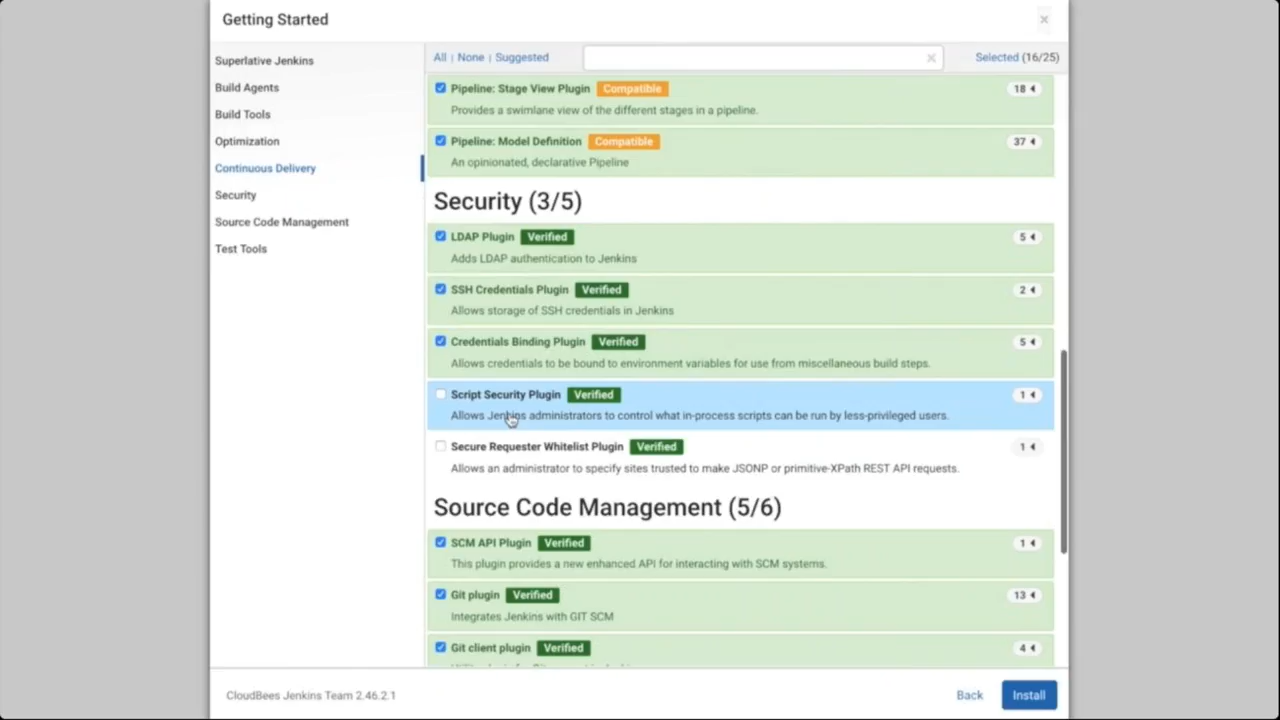 Getting Started
×
Superlative Jenkins
Build Agents
Build Tools
Optimization
Continuous Delivery
Security
Source Code Management
Test Tools
All | None | Suggested
Selected (16/25)
Pipeline: Stage View Plugin Compatible 18
Provides a swimlane view of the different stages in a pipeline.
Pipeline: Model Definition Compatible 37
An opinionated, declarative Pipeline
Security (3/5)
LDAP Plugin Verified 5
Adds LDAP authentication to Jenkins
SSH Credentials Plugin Verified 2
Allows storage of SSH credentials in Jenkins
Credentials Binding Plugin Verified 5
Allows credentials to be bound to environment variables for use from miscellaneous build steps.
Script Security Plugin Verified 1
Allows Jenkins administrators to control what in-process scripts can be run by less-privileged users.
Secure Requester Whitelist Plugin Verified 1
Allows an administrator to specify sites trusted to make JSONP or primitive-XPath REST API requests.
Source Code Management (5/6)
SCM API Plugin Verified 1
This plugin provides a new enhanced API for interacting with SCM systems.
Git plugin Verified 13
Integrates Jenkins with GIT SCM
Git client plugin Verified 4
CloudBees Jenkins Team 2.46.2.1
Back
Install